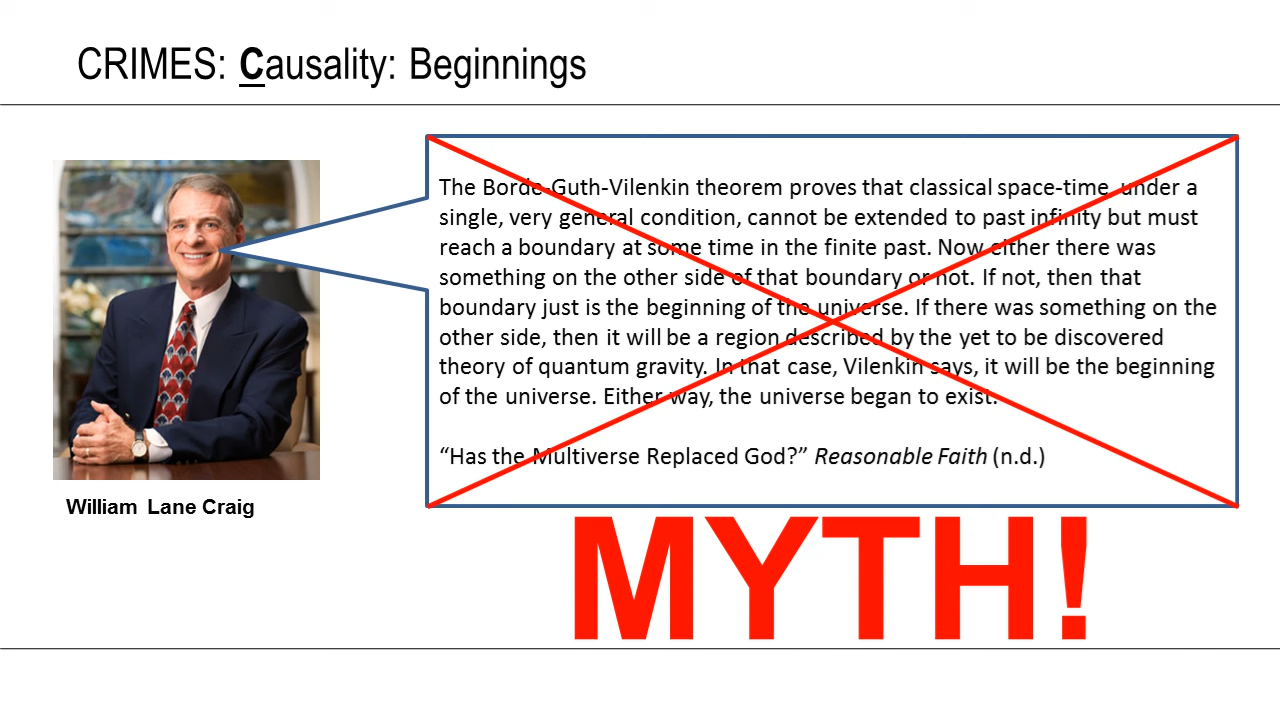 CRIMES: Causality: Beginnings
The Borde-Guth-Vilenkin theorem proves that classical space-time, under a
single, very general condition, cannot be extended to past infinity but must
reach a boundary at some time in the finite past. Now either there was
something on the other side of that boundary or not. If not, then that
boundary just is the beginning of the universe. If there was something on the
other side, then it will be a region described by the yet to be discovered
theory of quantum gravity. In that case, Vilenkin says, it will be the beginning
of the universe. Either way, the universe began to exist.
“Has the Multiverse Replaced God?” Reasonable Faith (n.d.)
William Lane Craig
MYTH!